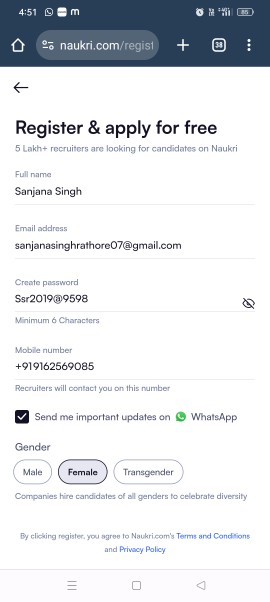 4:51
naukri.com/regist
38
85
Register & apply for free
5 Lakh+ recruiters are looking for candidates on Naukri
Full name
Sanjana Singh
Email address
sanjanasinghrathore07@gmail.com
Create password
Ssr2019@9598
Minimum 6 Characters
Mobile number
+919162569085
Recruiters will contact you on this number
Send me important updates on WhatsApp
Gender
Male Female Transgender
Companies hire candidates of all genders to celebrate diversity
By clicking register, you agree to Naukri.com's Terms and Conditions
and Privacy Policy